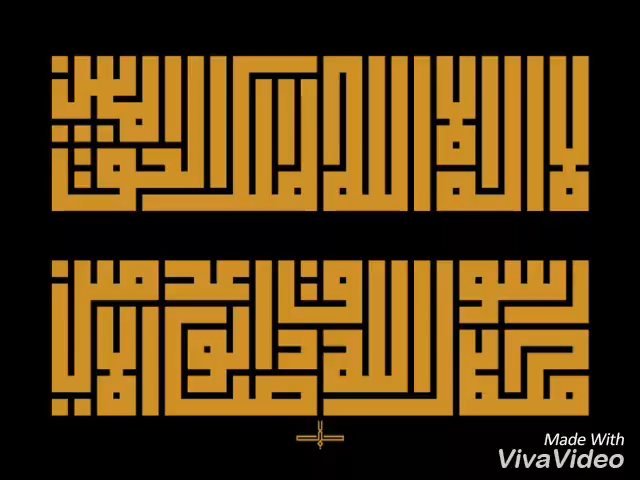 لا اله الا الله الملك الحق المبين
محمد رسول الله صادق الوعد الامين
Made With
VivaVideo